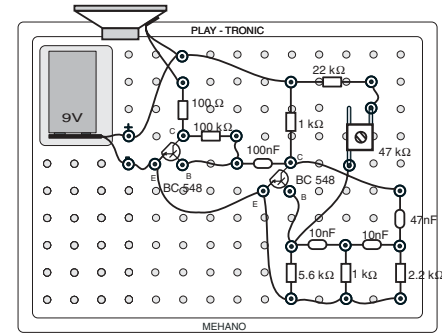 PLAY - TRONIC
22 kΩ
9V
100 Ω
+
C
100 kΩ
1 kΩ
100nF
47 kΩ
-
E
B
BC 548
C
BC 548
E
B
47nF
10nF
10nF
5.6 kΩ
1 kΩ
2.2 kΩ
MEHANO